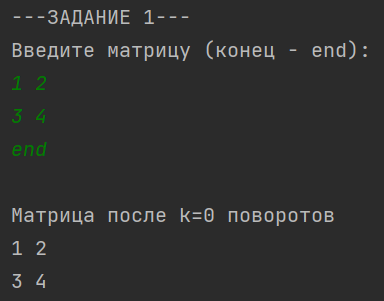 ---ЗАДАНИЕ 1---
Введите матрицу (конец - end):
1 2
3 4
end
Матрица после k=0 поворотов
1 2
3 4